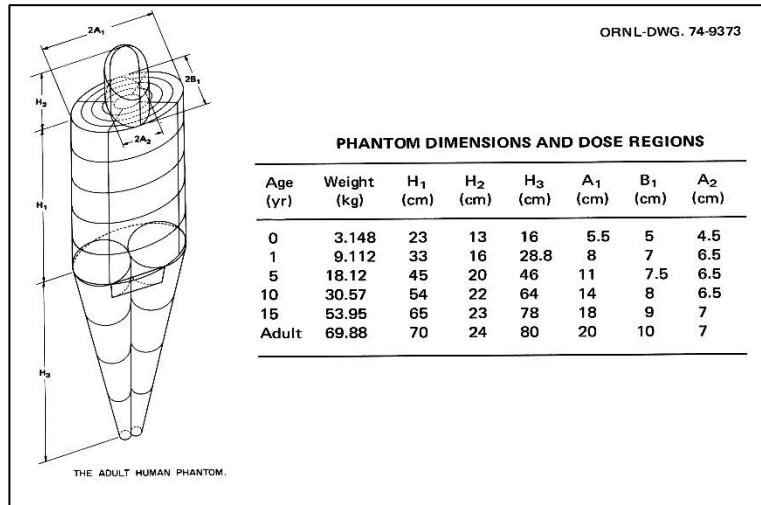 ORNL-DWG. 74-9373
2A₁
2B₁
H₂
2A₂
H₁
H₃
THE ADULT HUMAN PHANTOM.
PHANTOM DIMENSIONS AND DOSE REGIONS
Age Weight H₁ H₂ H₃ A₁ B₁ A₂
(yr) (kg) (cm) (cm) (cm) (cm) (cm) (cm)
0 3.148 23 13 16 5.5 5 4.5
1 9.112 33 16 28.8 8 7 6.5
5 18.12 45 20 46 11 7.5 6.5
10 30.57 54 22 64 14 8 6.5
15 53.95 65 23 78 18 9 7
Adult 69.88 70 24 80 20 10 7